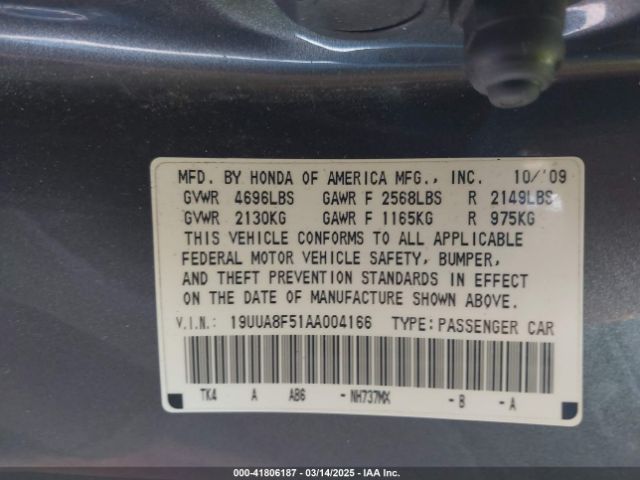 MFD. BY HONDA OF AMERICA MFG., INC. 10/'09
GVWR 4696LBS GAWR F 2568LBS R 2149LBS
GVWR 2130KG GAWR F 1165KG R 975KG
THIS VEHICLE CONFORMS TO ALL APPLICABLE
FEDERAL MOTOR VEHICLE SAFETY, BUMPER,
AND THEFT PREVENTION STANDARDS IN EFFECT
ON THE DATE OF MANUFACTURE SHOWN ABOVE.
V.I.N.: 19UUA8F51AA004166 TYPE: PASSENGER CAR
TK4 A AB6 - NH737MX - B - A
000-41806187 - 03/14/2025 - IAA Inc.